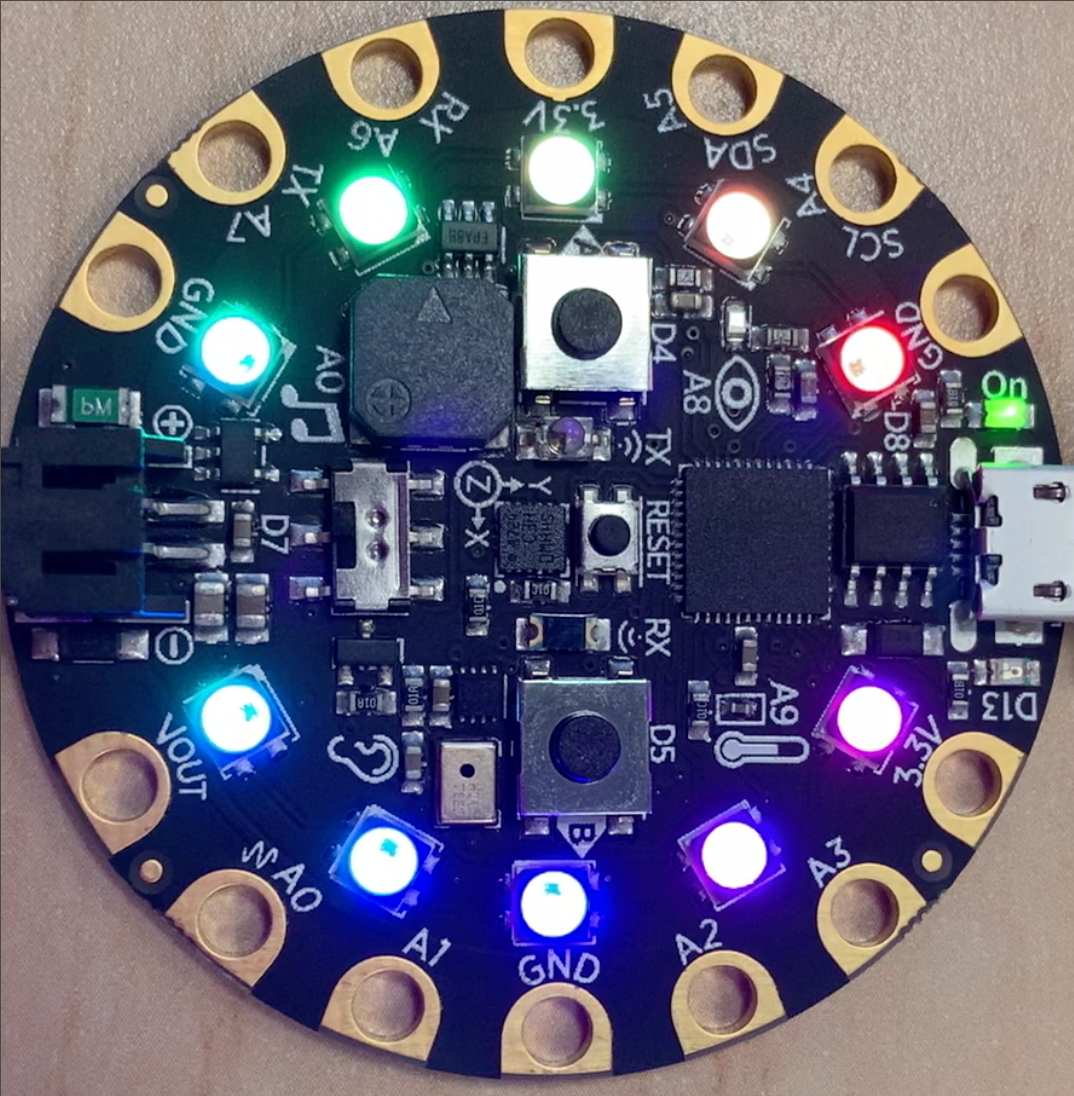 3.3V
RX
A6
A5
SDA
TX
A7
A4
SCL
A
GND
GND
D4
A0
A8
On
D8
TX
Z
Y
X
D7
RESET
RX
A9
D13
D5
3.3V
VOUT
B
A0
A3
A1
A2
GND